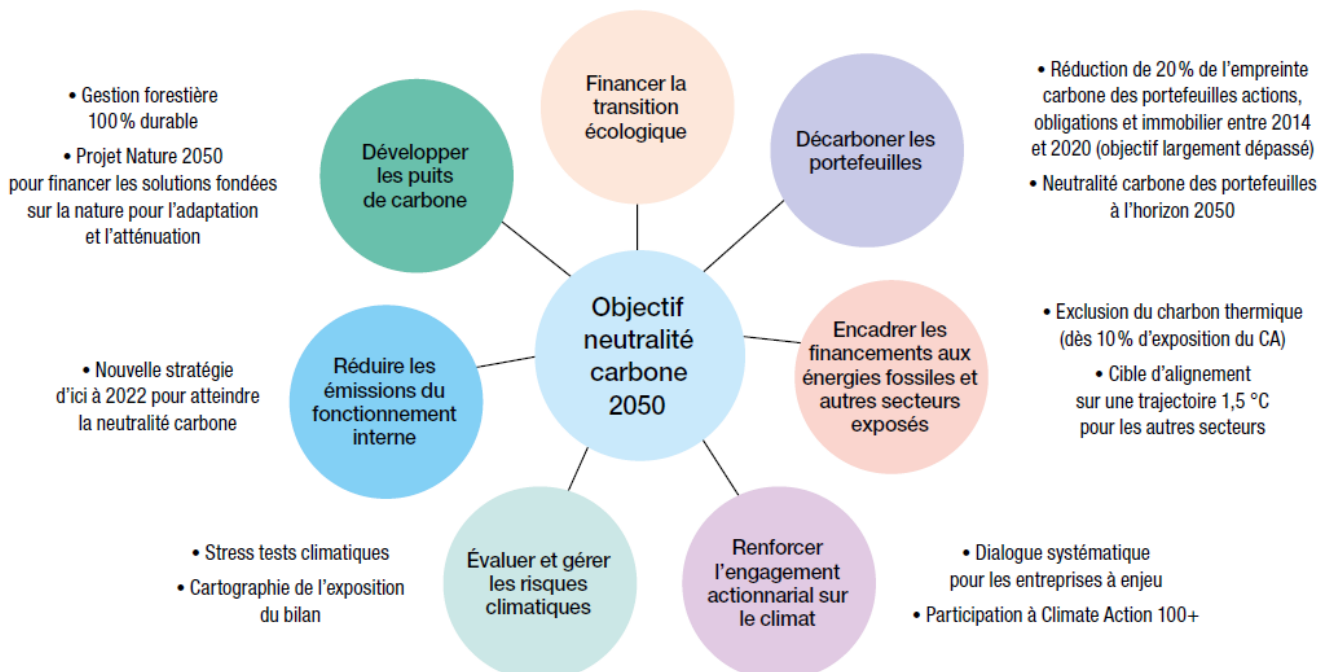 Financer la
transition
écologique
Décarboner les
portefeuilles
• Réduction de 20 % de l’empreinte
carbone des portefeuilles actions,
obligations et immobilier entre 2014
et 2020 (objectif largement dépassé)
• Neutralité carbone des portefeuilles
à l’horizon 2050
Encadrer les
financements aux
énergies fossiles et
autres secteurs
exposés
• Exclusion du charbon thermique
(dès 10 % d’exposition du CA)
• Cible d’alignement
sur une trajectoire 1,5 °C
pour les autres secteurs
Renforcer
l’engagement
actionnarial sur
le climat
• Dialogue systématique
pour les entreprises à enjeu
• Participation à Climate Action 100+
Évaluer et gérer
les risques
climatiques
• Stress tests climatiques
• Cartographie de l’exposition
du bilan
Réduire les
émissions du
fonctionnement
interne
• Nouvelle stratégie
d’ici à 2022 pour atteindre
la neutralité carbone
Développer
les puits
de carbone
• Gestion forestière
100 % durable
• Projet Nature 2050
pour financer les solutions fondées
sur la nature pour l’adaptation
et l’atténuation
Objectif
neutralité
carbone
2050